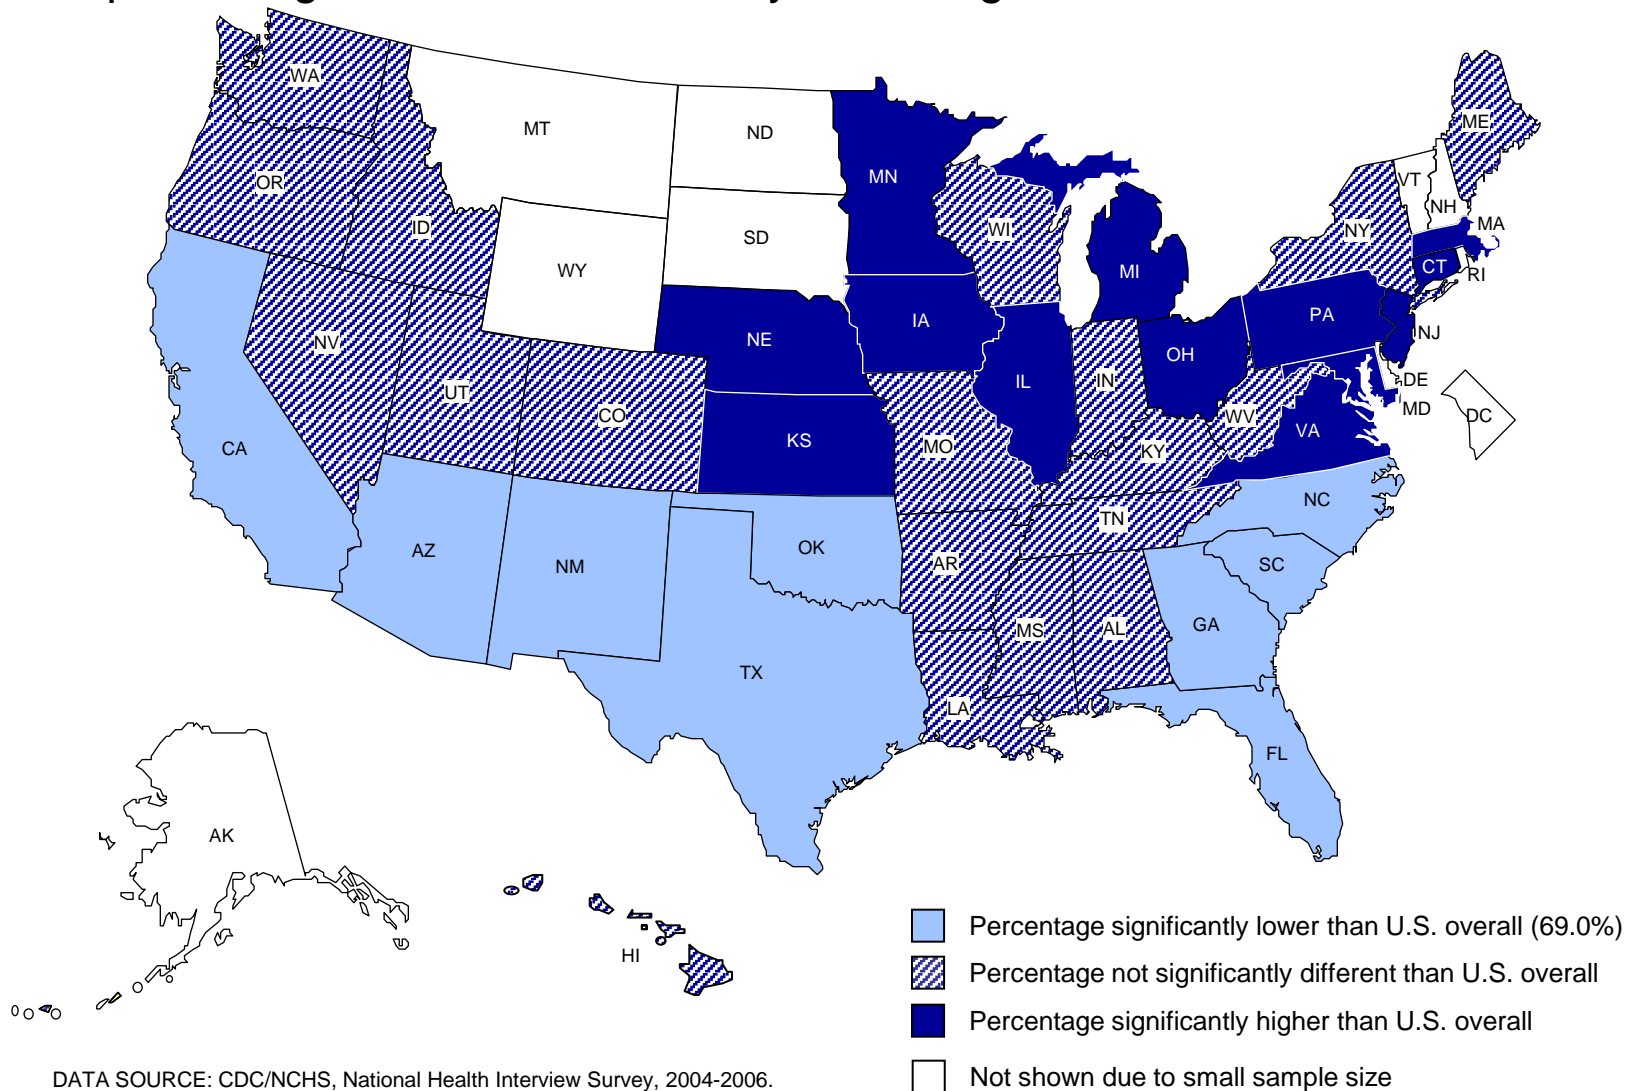 WA
MT
ND
MN
ME
OR
ID
SD
WI
VT
NH
NY
MA
WY
MI
CT
RI
NV
NE
IA
PA
NJ
OH
UT
CO
IL
IN
DE
MD
WV
DC
CA
KS
MO
KY
VA
NC
AZ
NM
OK
AR
TN
SC
MS
AL
GA
TX
LA
FL
AK
HI
Percentage significantly lower than U.S. overall (69.0%)
Percentage not significantly different than U.S. overall
Percentage significantly higher than U.S. overall
Not shown due to small sample size
DATA SOURCE: CDC/NCHS, National Health Interview Survey, 2004-2006.